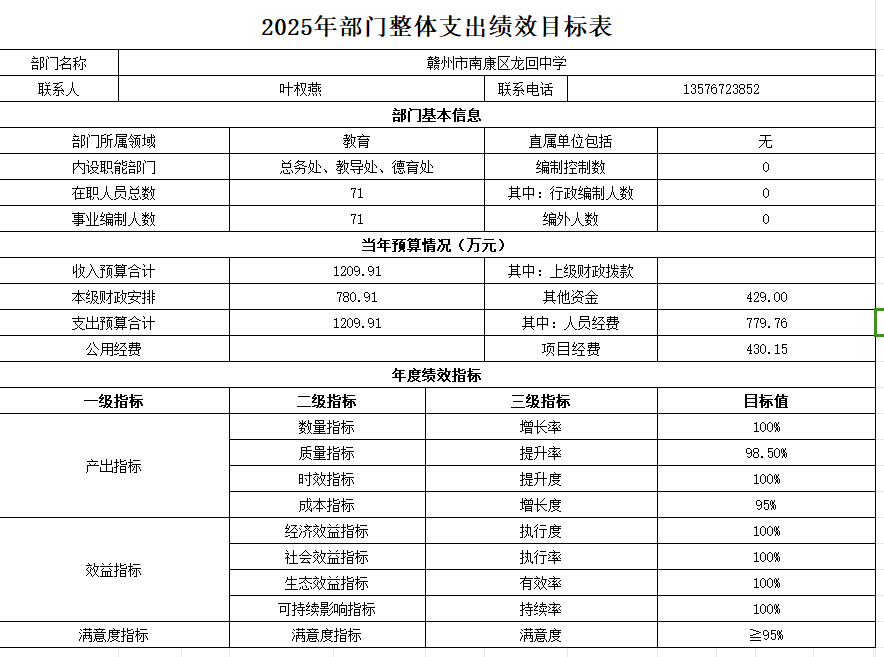 2025年部门整体支出绩效目标表
部门名称 赣州市南康区龙回中学
联系人 叶权燕 联系电话 13576723852
部门基本信息
部门所属领域 教育 直属单位包括 无
内设职能部门 总务处、教导处、德育处 编制控制数 0
在职人员总数 71 其中：行政编制人数 0
事业编制人数 71 编外人数 0
当年预算情况（万元）
收入预算合计 1209.91 其中：上级财政拨款
本级财政安排 780.91 其他资金 429.00
支出预算合计 1209.91 其中：人员经费 779.76
公用经费 项目经费 430.15
年度绩效指标
一级指标 二级指标 三级指标 目标值
产出指标 数量指标 增长率 100%
质量指标 提升率 98.50%
时效指标 提升度 100%
成本指标 增长度 95%
效益指标 经济效益指标 执行度 100%
社会效益指标 执行率 100%
生态效益指标 有效率 100%
可持续影响指标 持续率 100%
满意度指标 满意度指标 满意度 ≧95%